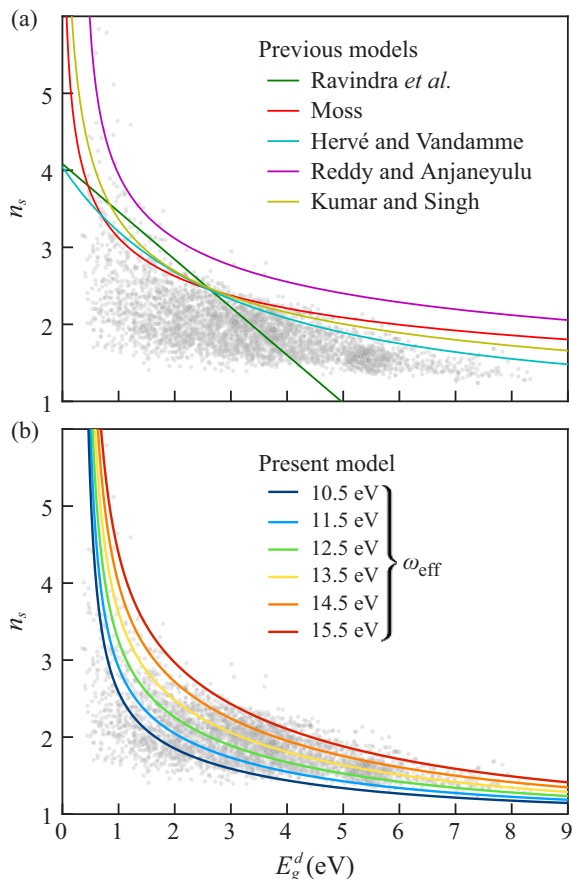 (a)
Previous models
Ravindra et al.
Moss
Hervé and Vandamme
Reddy and Anjaneyulu
Kumar and Singh
5
4
3
2
1
n_s
(b)
Present model
10.5 eV
11.5 eV
12.5 eV
13.5 eV
14.5 eV
15.5 eV
ω_eff
5
4
3
2
1
n_s
0 1 2 3 4 5 6 7 8 9
E_g^d (eV)